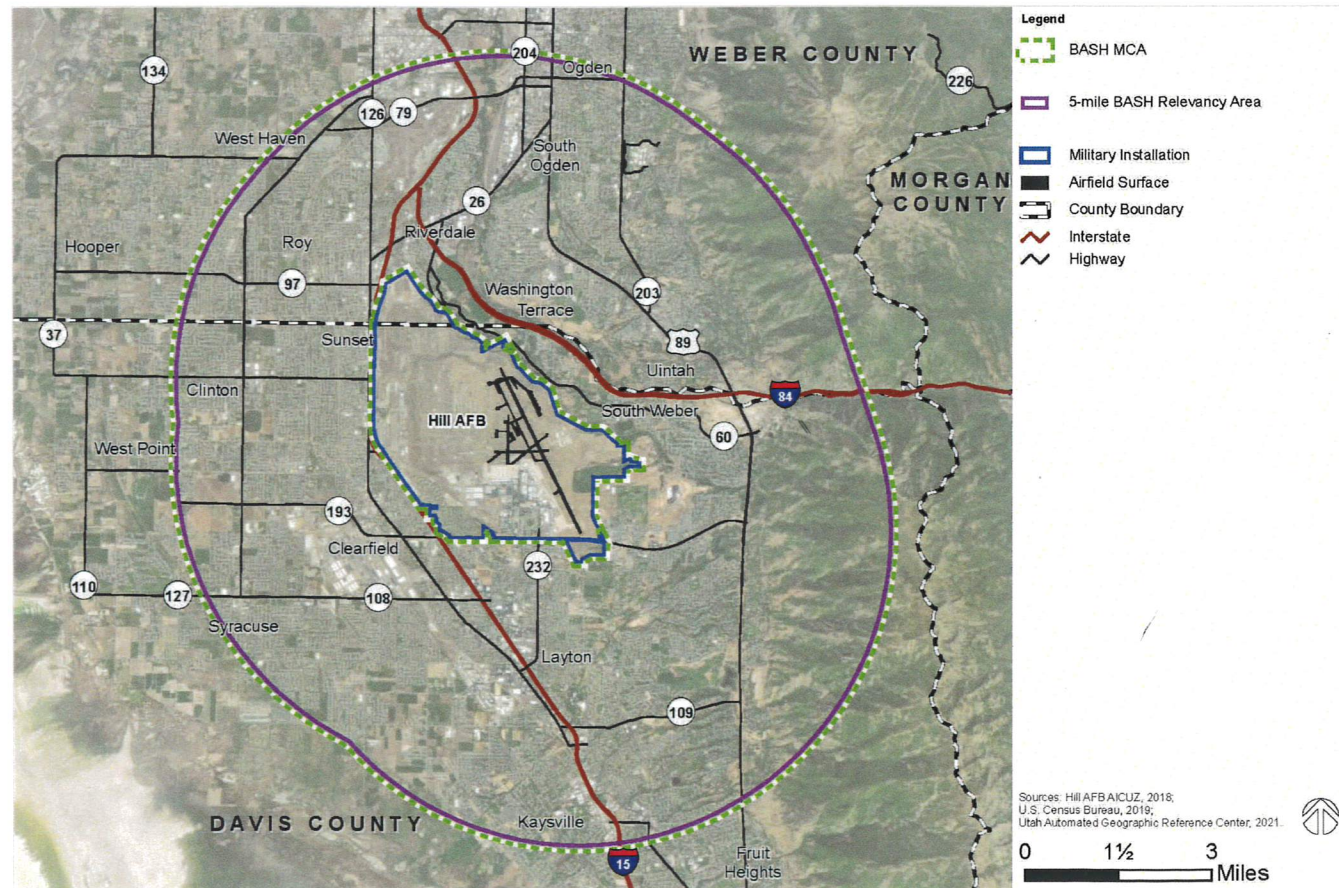 134
204
Ogden
WEBER COUNTY
226
126
79
West Haven
South
Ogden
MORGAN
COUNTY
26
Riverdale
Hooper
Roy
97
Washington
Terrace
203
37
Sunset
89
Uintah
Clinton
84
South Weber
Hill AFB
60
West Point
193
Clearfield
232
110
127
108
Syracuse
Layton
109
DAVIS COUNTY
Kaysville
15
Fruit
Heights
Legend
BASH MCA
5-mile BASH Relevancy Area
Military Installation
Airfield Surface
County Boundary
Interstate
Highway
Sources: Hill AFB AICUZ, 2018;
U.S. Census Bureau, 2019;
Utah Automated Geographic Reference Center, 2021.
0 1½ 3
Miles